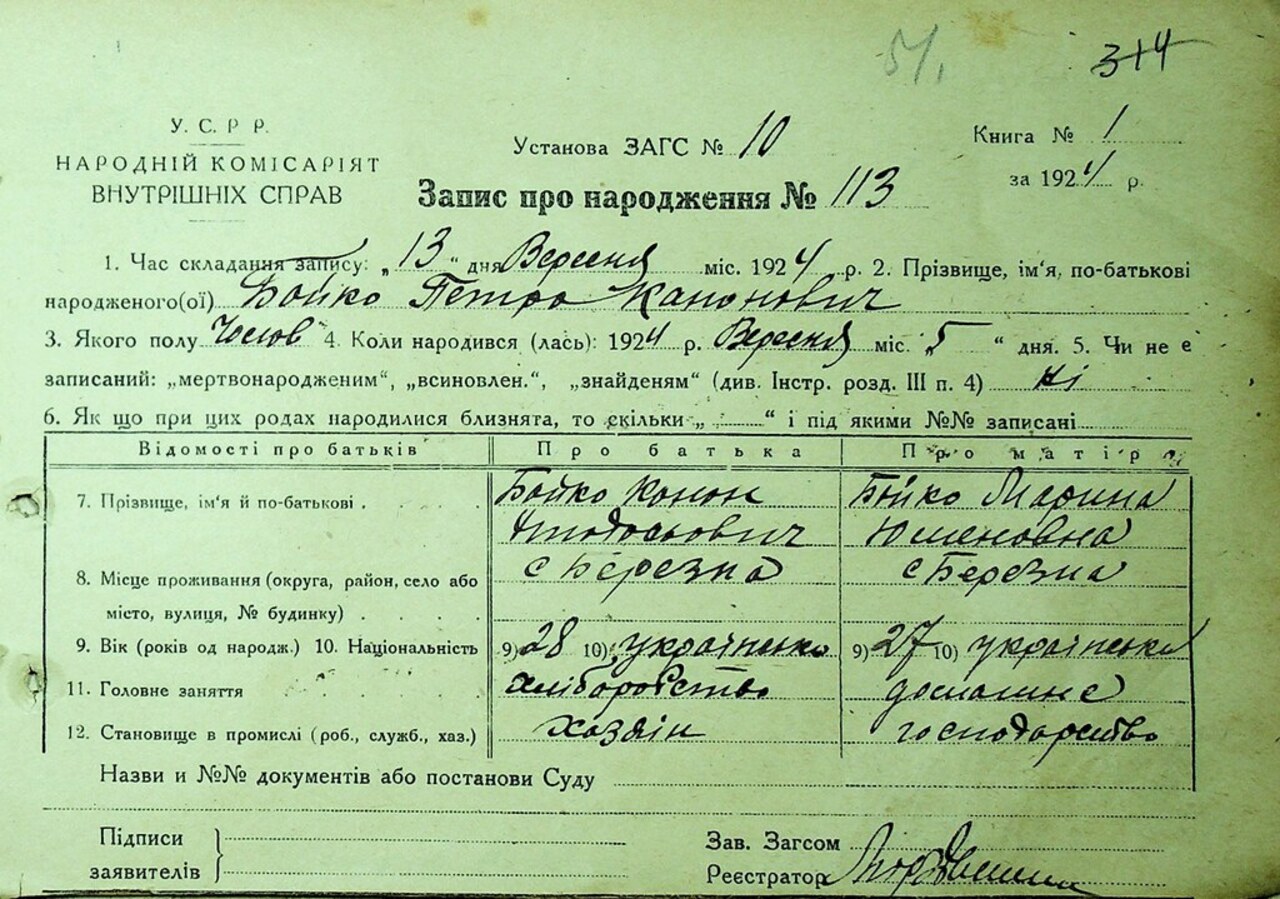 51.
314
У. С. Р Р.
НАРОДНІЙ КОМІСАРІЯТ
ВНУТРІШНІХ СПРАВ
Установа ЗАГС № 10
Книга № 1
за 1924 р.
Запис про народження № 113
1. Час складання запису: „13“ дня Вересня міс. 1924 р. 2. Прізвище, ім'я, по-батькові
народженого(ої) Бойко Петро Канонович
3. Якого полу Чолов 4. Коли народився (лась): 1924 р. Вересня міс. „5“ дня. 5. Чи не є
записаний: „мертвонародженим“, „всиновлен.“, „знайденям“ (див. Інстр. розд. III п. 4) ні
6. Як що при цих родах народилися близнята, то скільки „ “ і під якими №№ записані
Відомості про батьків Про батька Про матір
7. Прізвище, ім'я й по-батькові Бойко Конон Бойко Марина
8. Місце проживання (округа, район, село або с Березна с Березна
місто, вулиця, № будинку)
9. Вік (років од народж.) 10. Національність 9) 28 10) українська 9) 27 10) українська
11. Головне заняття хліборобство домашнє
12. Становище в промислі (роб., служб., хаз.) хозяін господарство
Назви и №№ документів або постанови Суду
Підписи
заявителів
Зав. Загсом
Реєстратор